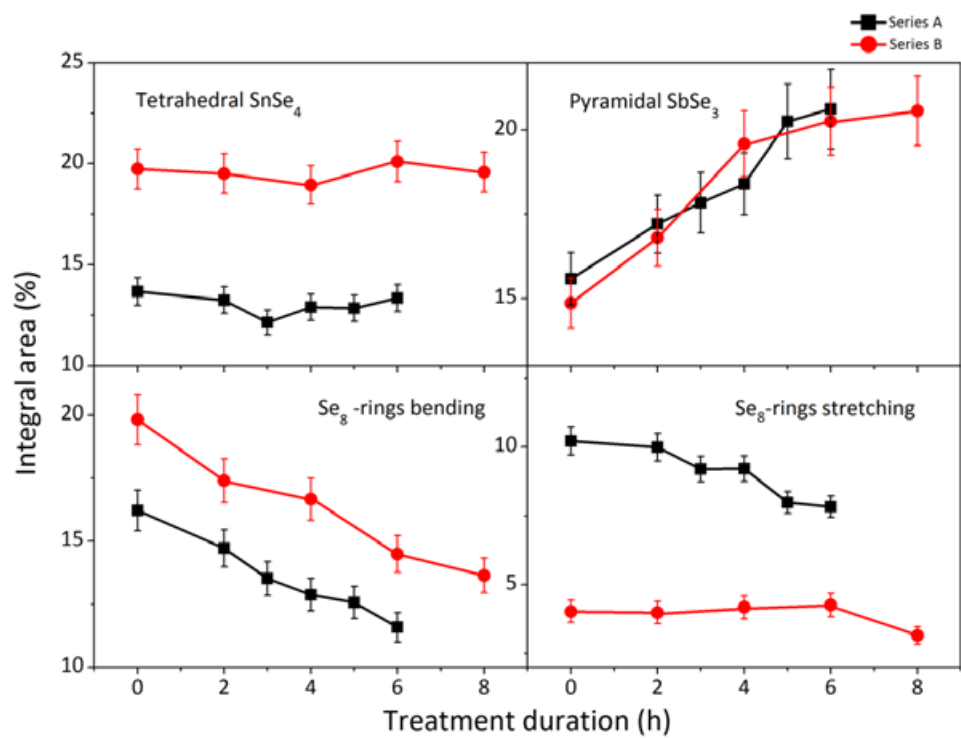 Series A
Series B
Integral area (%)
25
20
15
10
Tetrahedral SnSe₄
20
15
Pyramidal SbSe₃
20
15
10
Se₈ -rings bending
10
5
Se₈-rings stretching
0 2 4 6 8
0 2 4 6 8
Treatment duration (h)